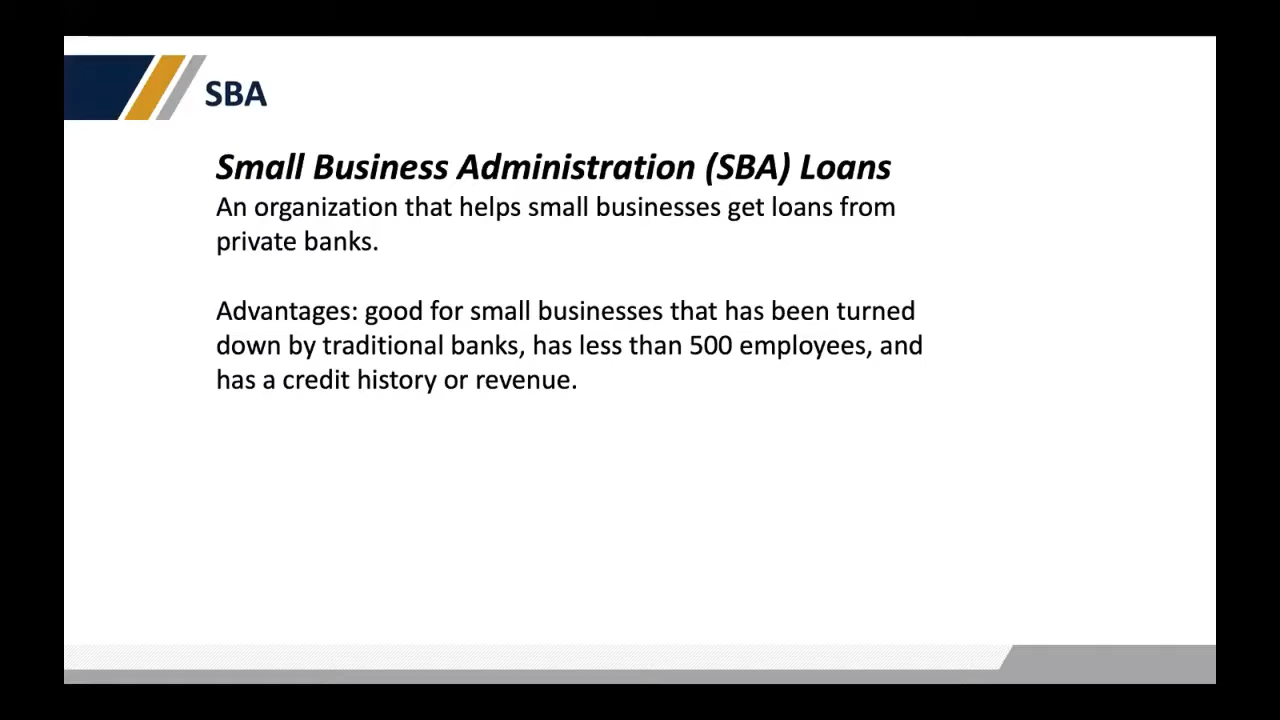 SBA
Small Business Administration (SBA) Loans
An organization that helps small businesses get loans from
private banks.
Advantages: good for small businesses that has been turned
down by traditional banks, has less than 500 employees, and
has a credit history or revenue.